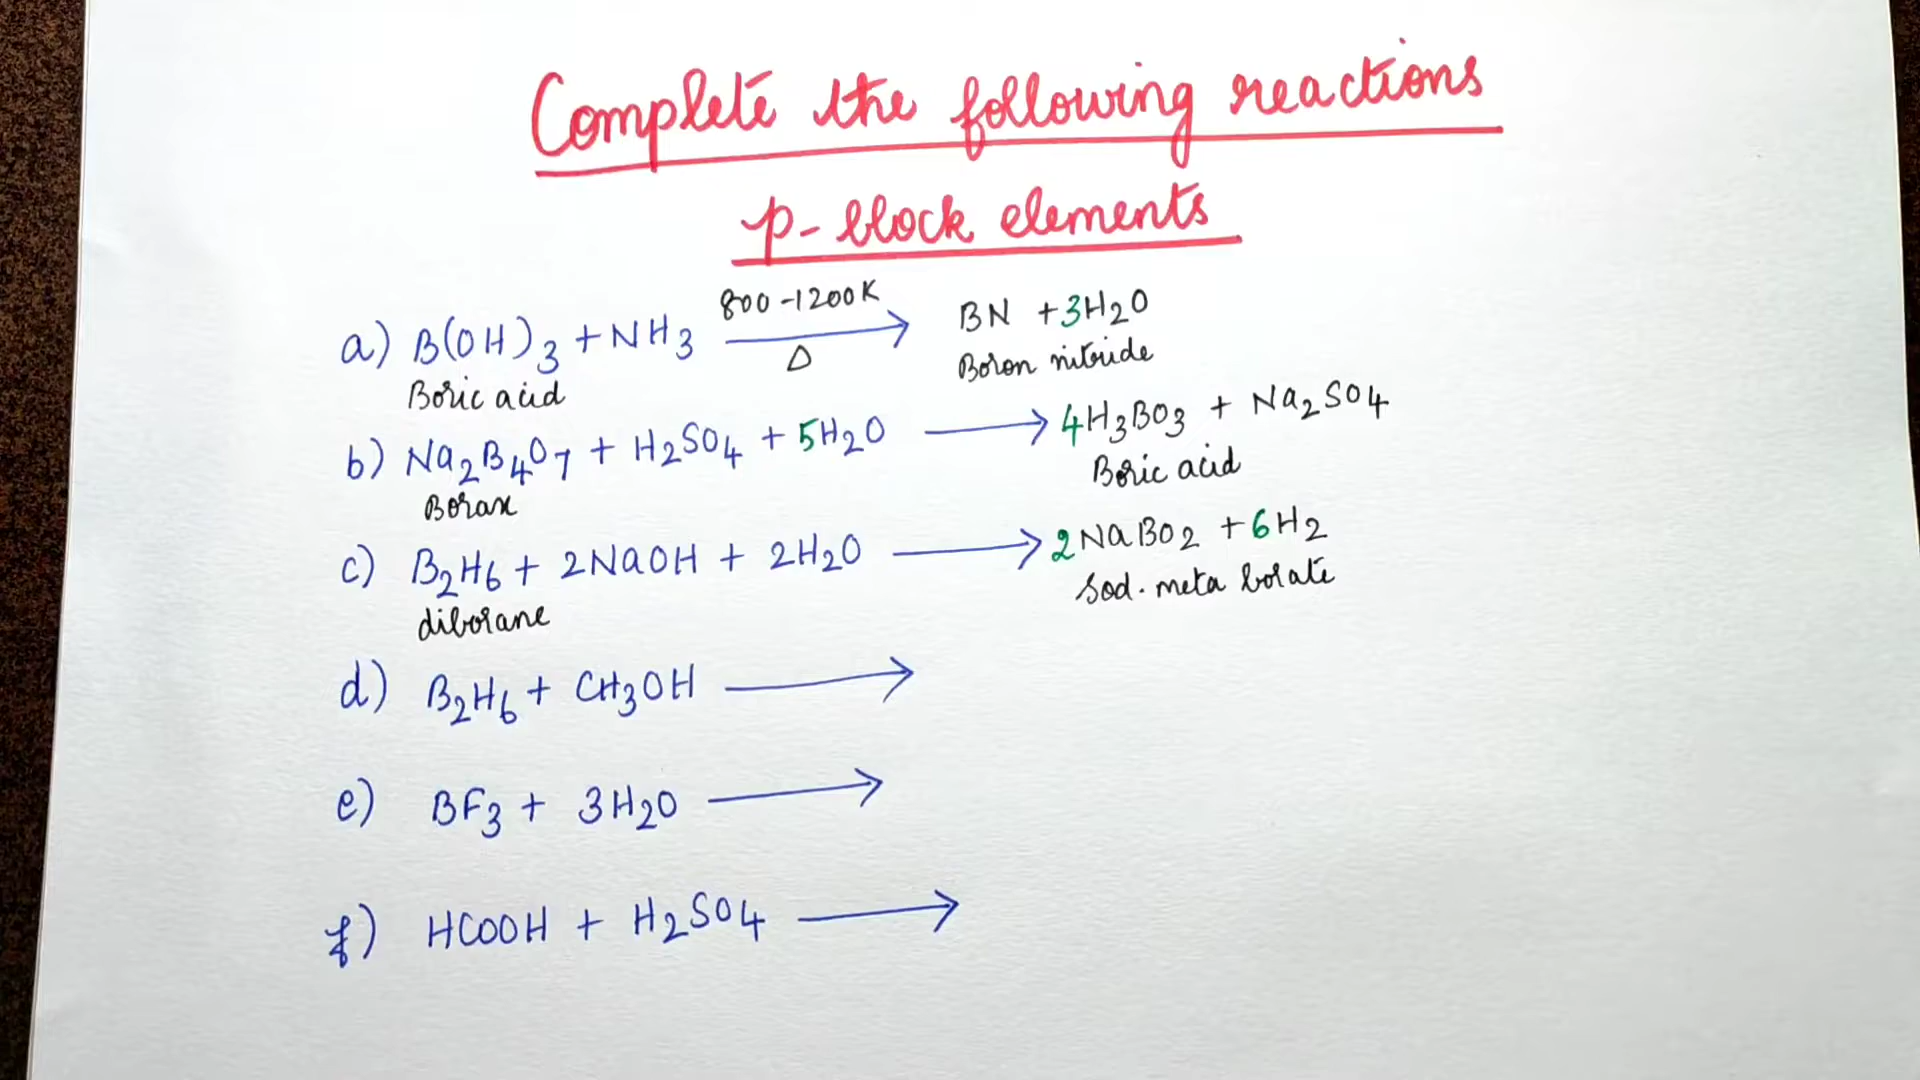 Complete the following reactions
p-block elements
a) B(OH)3 + NH3 800-1200K Δ → BN + 3H2O
Boric acid Boron nitride
b) Na2B4O7 + H2SO4 + 5H2O → 4H3BO3 + Na2SO4
Borax Boric acid
c) B2H6 + 2NaOH + 2H2O → 2NaBO2 + 6H2
diborane Sod. meta borate
d) B2H6 + CH3OH →
e) BF3 + 3H2O →
f) HCOOH + H2SO4 →